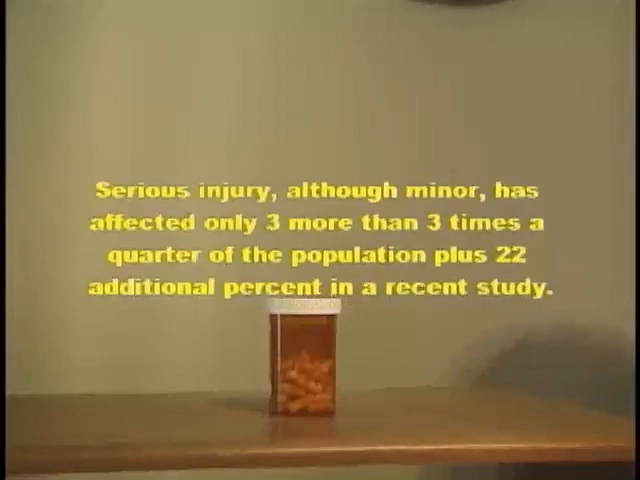 Serious injury, although minor, has
affected only 3 more than 3 times a
quarter of the population plus 22
additional percent in a recent study.